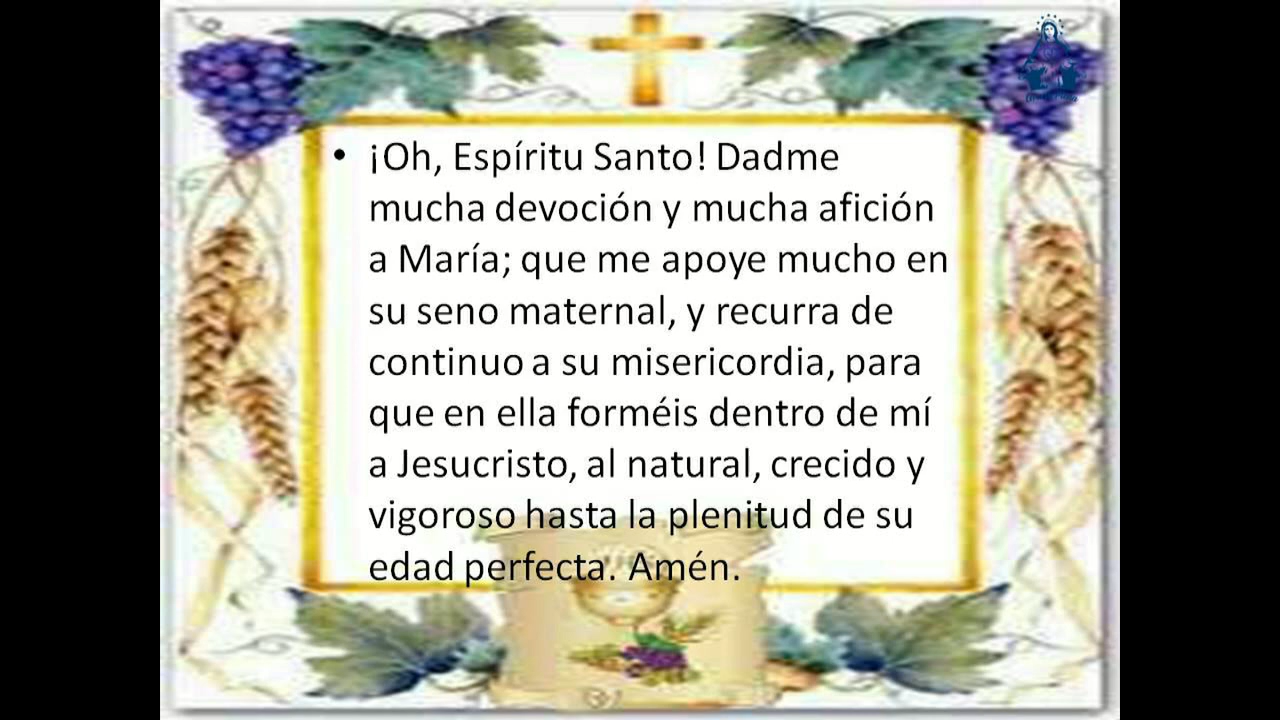 • ¡Oh, Espíritu Santo! Dadme
mucha devoción y mucha afición
a María; que me apoye mucho en
su seno maternal, y recurra de
continuo a su misericordia, para
que en ella forméis dentro de mí
a Jesucristo, al natural, crecido y
vigoroso hasta la plenitud de su
edad perfecta. Amén.